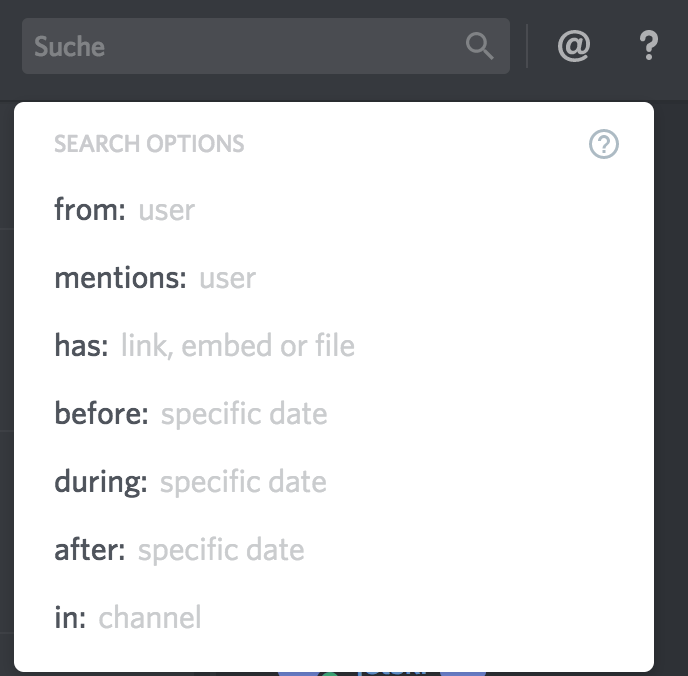 Suche
@ ?
SEARCH OPTIONS ?
from: user
mentions: user
has: link, embed or file
before: specific date
during: specific date
after: specific date
in: channel